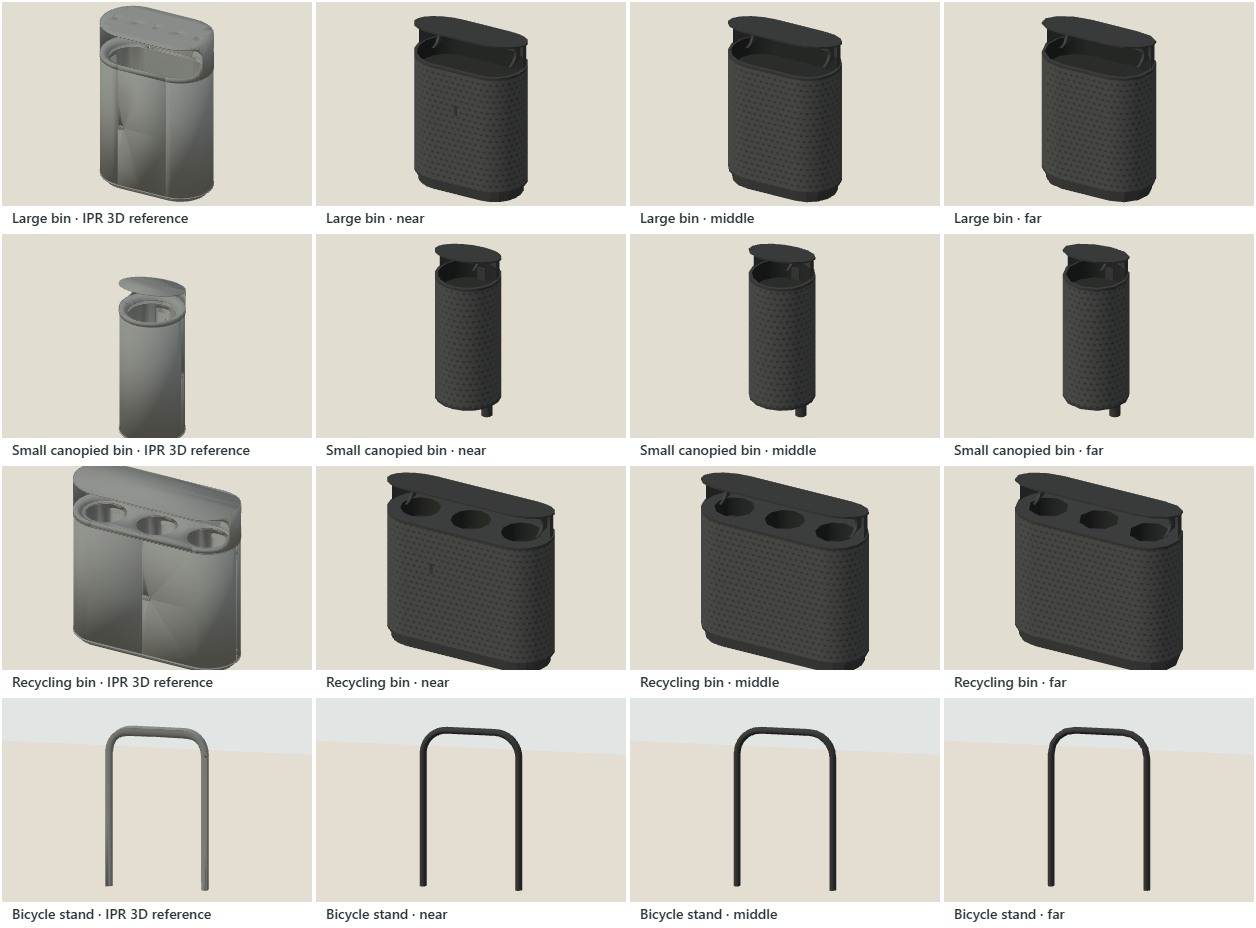 Large bin · IPR 3D reference
Large bin · near
Large bin · middle
Large bin · far
Small canopied bin · IPR 3D reference
Small canopied bin · near
Small canopied bin · middle
Small canopied bin · far
Recycling bin · IPR 3D reference
Recycling bin · near
Recycling bin · middle
Recycling bin · far
Bicycle stand · IPR 3D reference
Bicycle stand · near
Bicycle stand · middle
Bicycle stand · far